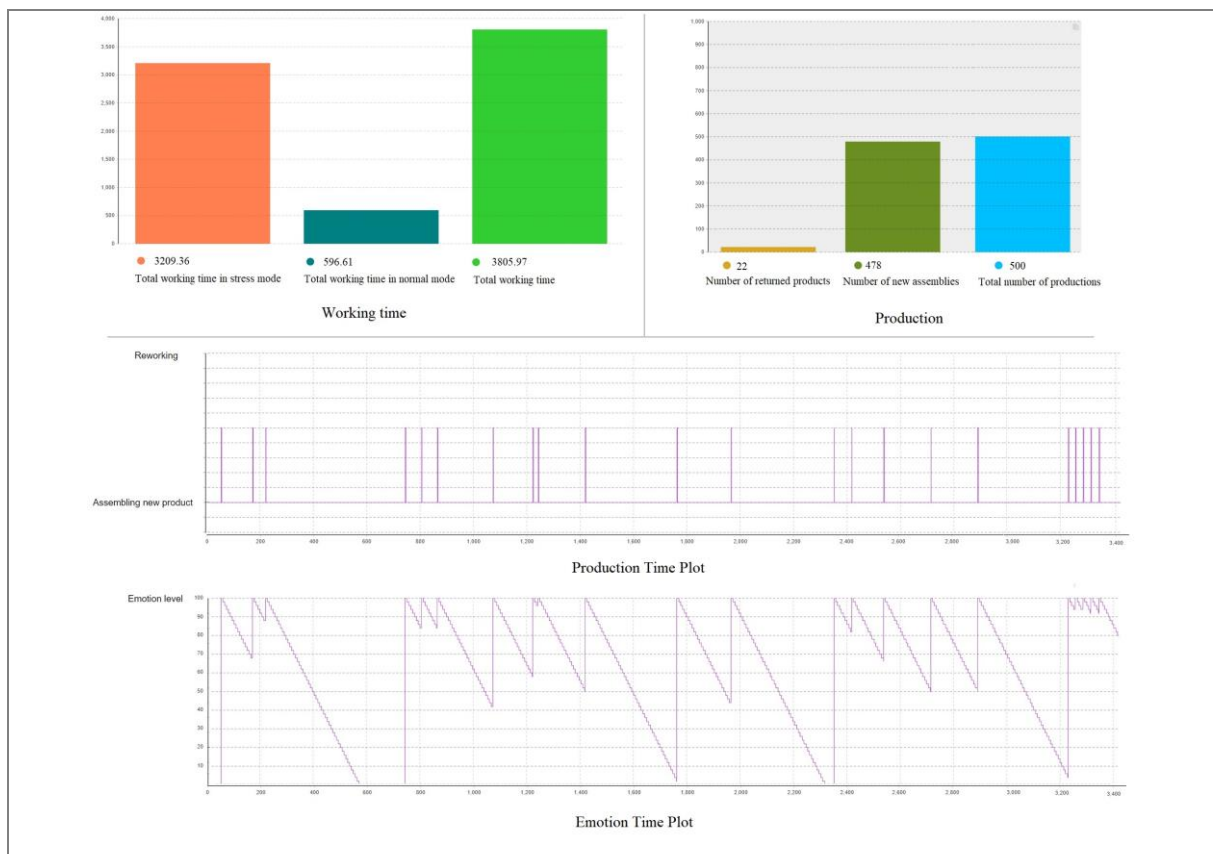 4,000
3,500
3,000
2,500
2,000
1,500
1,000
500
0
3209.36 596.61 3805.97
Total working time in stress mode Total working time in normal mode Total working time
Working time
1,000
900
800
700
600
500
400
300
200
100
0
22 478 500
Number of returned products Number of new assemblies Total number of productions
Production
Reworking
Assembling new product
0 200 400 600 800 1,000 1,200 1,400 1,600 1,800 2,000 2,200 2,400 2,600 2,800 3,000 3,200 3,400
Production Time Plot
Emotion level
100
90
80
70
60
50
40
30
20
10
0 200 400 600 800 1,000 1,200 1,400 1,600 1,800 2,000 2,200 2,400 2,600 2,800 3,000 3,200 3,400
Emotion Time Plot